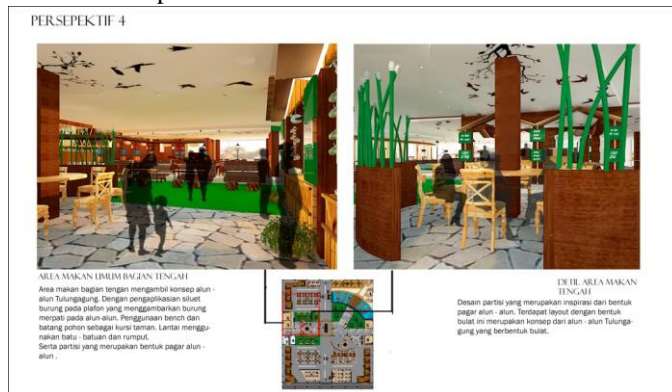 PERSEPEKTIF 4
AREA MAKAN UMUM BAGIAN TENGAH
Area makan bagian tengah mengambil konsep alun -
alun Tulungagung. Dengan pengaplikasian siluet
burung pada plafon yang menggambarkan burung
merpati pada alun-alun. Penggunaan bench dan
batang pohon sebagai kursi taman. Lantai menggu-
nakan batu - batuan dan rumput.
Serta partisi yang merupakan bentuk pagar alun -
alun .
DETIL AREA MAKAN
TENGAH
Desain partisi yang merupakan inspirasi dari bentuk
pagar alun - alun. Terdapat layout dengan bentuk
bulat ini merupakan konsep dari alun - alun Tulunga-
gung yang berbentuk bulat.